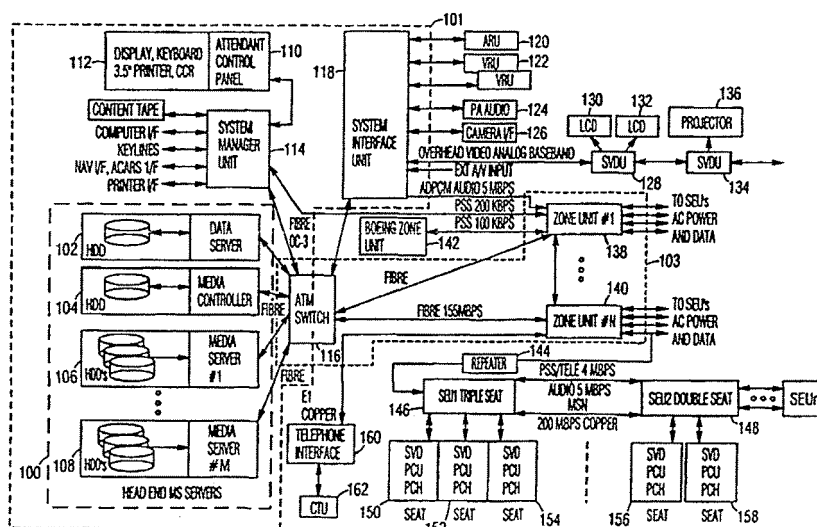 101
112
DISPLAY, KEYBOARD
3.5" PRINTER, CCR
ATTENDANT
CONTROL
PANEL
110
118
SYSTEM
INTERFACE
UNIT
ARU
120
VRU
122
VRU
PA AUDIO
124
CAMERA I/F
126
130
LCD
132
LCD
136
PROJECTOR
CONTENT TAPE
COMPUTER I/F
KEYLINES
NAV I/F, ACARS I/F
PRINTER I/F
SYSTEM
MANAGER
UNIT
114
OVERHEAD VIDEO ANALOG BASEBAND
EXT A/V INPUT
SVDU
128
SVDU
134
ADPCM AUDIO 5 MBPS
PSS 200 KBPS
PSS 100 KBPS
FIBRE
OC-3
BOEING ZONE
UNIT
142
ZONE UNIT #1
138
TO SEU's
AC POWER
AND DATA
103
102
HDD
DATA
SERVER
104
HDD
MEDIA
CONTROLLER
FIBRE
ATM
SWITCH
116
FIBRE
FIBRE 155MBPS
140
ZONE UNIT #N
TO SEU's
AC POWER
AND DATA
106
HDD's
MEDIA
SERVER
#1
FIBRE
REPEATER
144
PSS/TELE 4 MBPS
AUDIO 5 MBPS
MSN
200 MBPS COPPER
146
SEU1 TRIPLE SEAT
SEU2 DOUBLE SEAT
148
SEUn
E1
COPPER
TELEPHONE
INTERFACE
160
CTU
162
100
108
HDD's
MEDIA
SERVER
#M
HEAD END MS SERVERS
SVD
PCU
PCH
SVD
PCU
PCH
SVD
PCU
PCH
150
SEAT
152
SEAT
SEAT
154
SVD
PCU
PCH
SVD
PCU
PCH
156
SEAT
SEAT
158